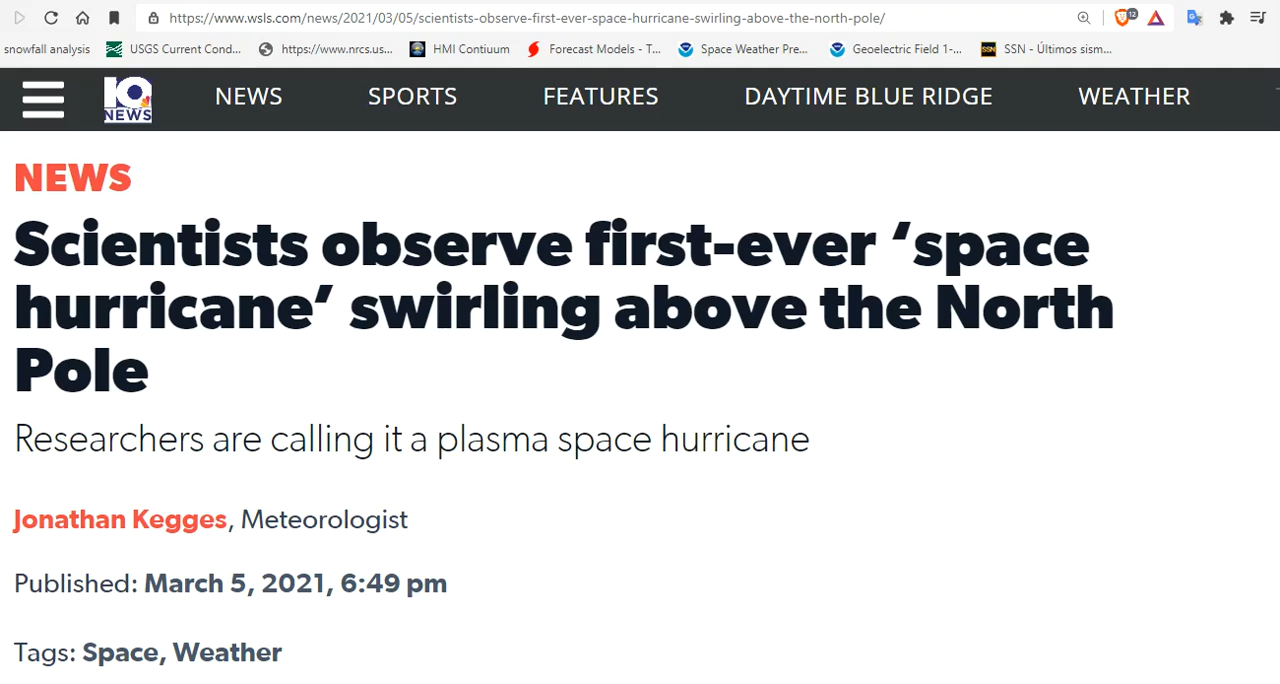 https://www.wsls.com/news/2021/03/05/scientists-observe-first-ever-space-hurricane-swirling-above-the-north-pole/
12
snowfall analysis USGS Current Cond... https://www.nrcs.us... HMI Contiuum Forecast Models - T... Space Weather Pre... Geoelectric Field 1-... SSN SSN - Últimos sism...
10 NEWS NEWS SPORTS FEATURES DAYTIME BLUE RIDGE WEATHER
NEWS
Scientists observe first-ever ‘space
hurricane’ swirling above the North
Pole
Researchers are calling it a plasma space hurricane
Jonathan Kegges, Meteorologist
Published: March 5, 2021, 6:49 pm
Tags: Space, Weather